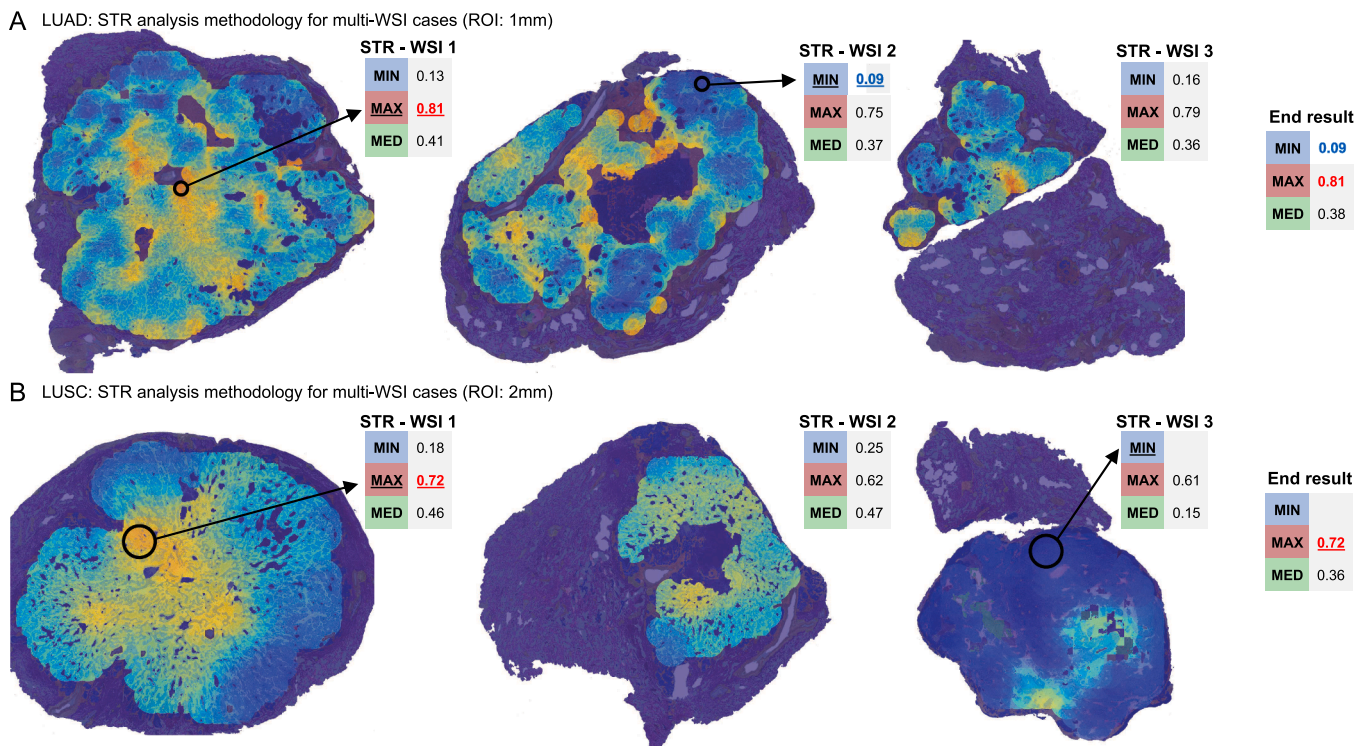 A LUAD: STR analysis methodology for multi-WSI cases (ROI: 1mm)
STR - WSI 1
MIN 0.13
MAX 0.81
MED 0.41
STR - WSI 2
MIN 0.09
MAX 0.75
MED 0.37
STR - WSI 3
MIN 0.16
MAX 0.79
MED 0.36
End result
MIN 0.09
MAX 0.81
MED 0.38
B LUSC: STR analysis methodology for multi-WSI cases (ROI: 2mm)
STR - WSI 1
MIN 0.18
MAX 0.72
MED 0.46
STR - WSI 2
MIN 0.25
MAX 0.62
MED 0.47
STR - WSI 3
MIN
MAX 0.61
MED 0.15
End result
MIN
MAX 0.72
MED 0.36